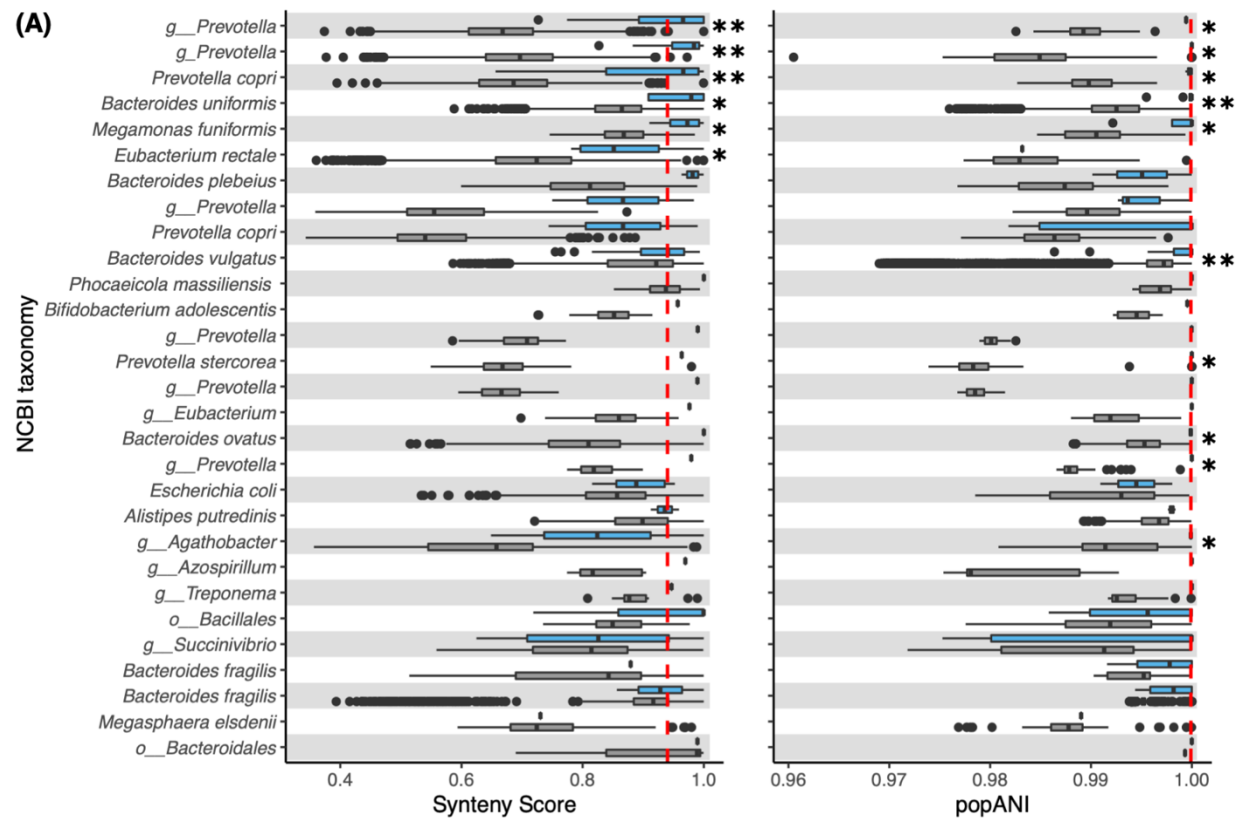 (A)
NCBI taxonomy
g__Prevotella ** *
g_Prevotella ** *
Prevotella copri ** *
Bacteroides uniformis * **
Megamonas funiformis * *
Eubacterium rectale *
Bacteroides plebeius
g__Prevotella
Prevotella copri
Bacteroides vulgatus **
Phocaeicola massiliensis
Bifidobacterium adolescentis
g__Prevotella
Prevotella stercorea *
g__Prevotella
g__Eubacterium
Bacteroides ovatus *
g__Prevotella *
Escherichia coli
Alistipes putredinis
g__Agathobacter *
g__Azospirillum
g__Treponema
o__Bacillales
g__Succinivibrio
Bacteroides fragilis
Bacteroides fragilis
Megasphaera elsdenii
o__Bacteroidales
0.4 0.6 0.8 1.0 0.96 0.97 0.98 0.99 1.00
Synteny Score popANI